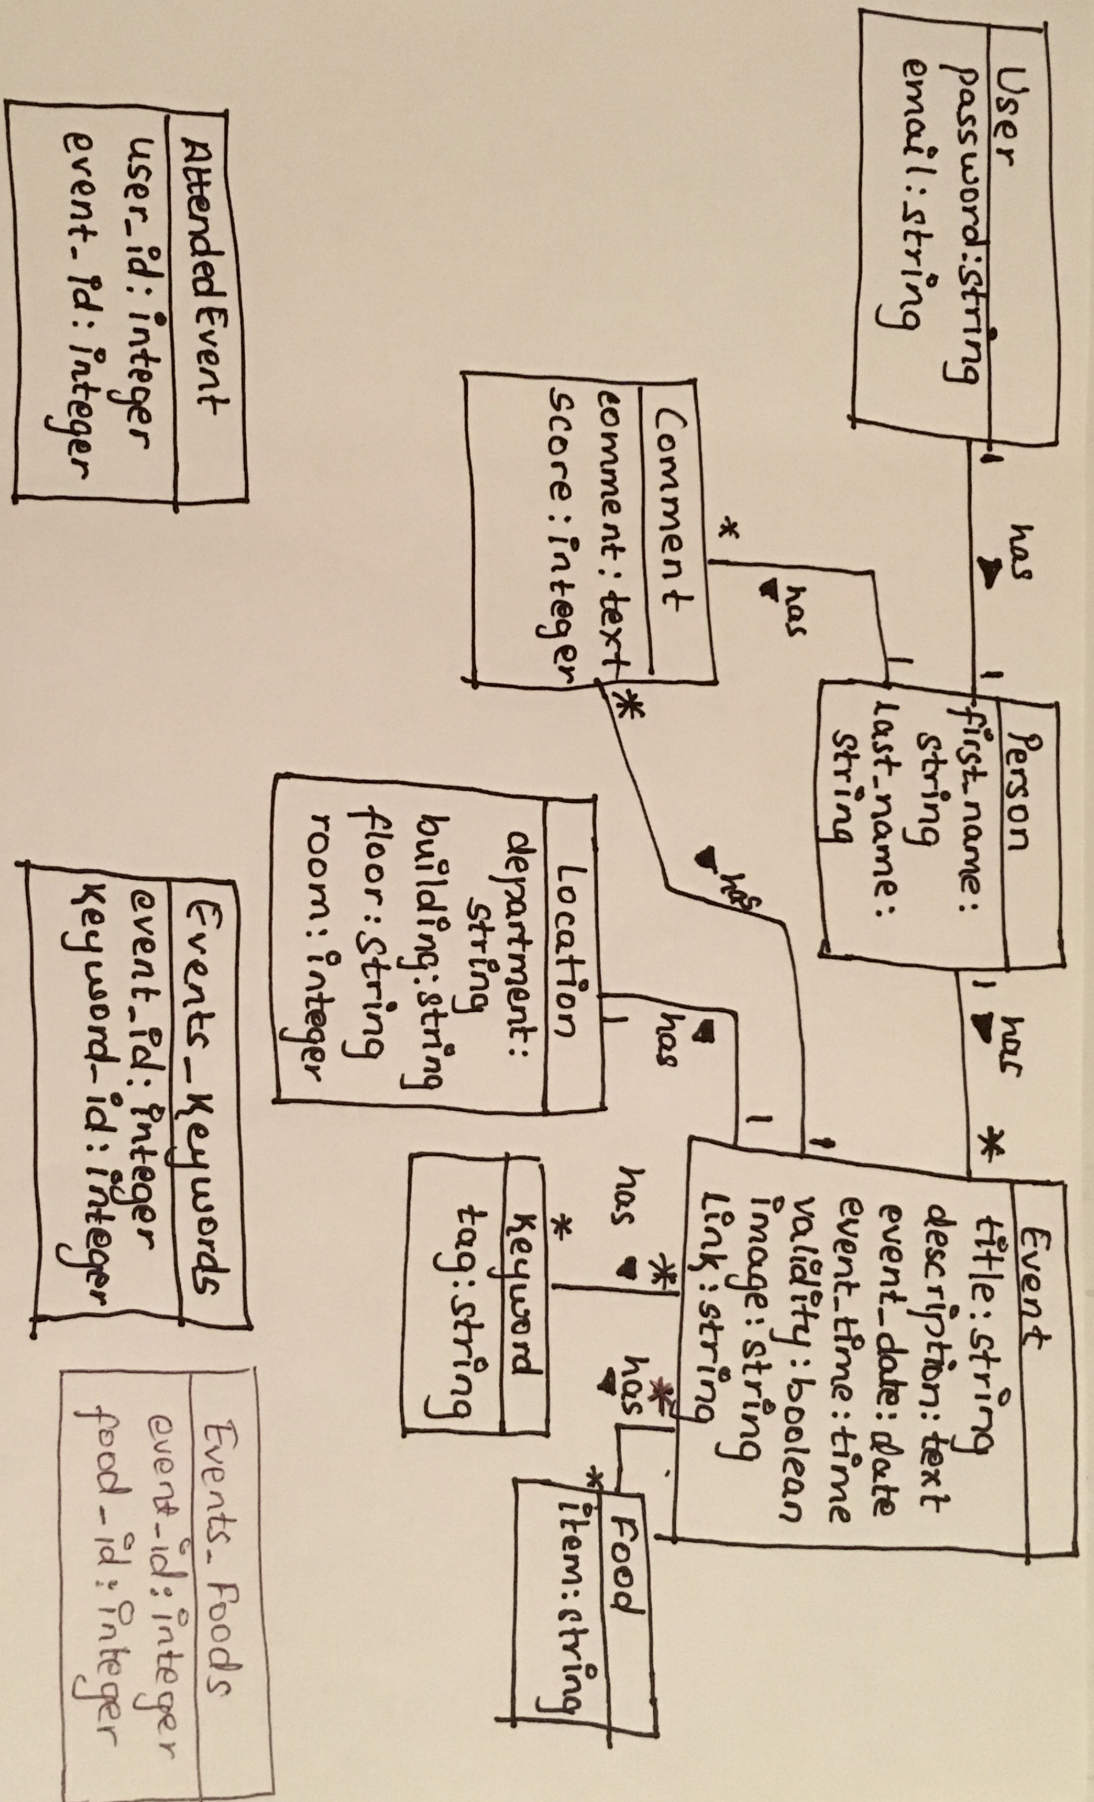 User
password:string
email:string
1
has
1
Person
first_name:
string
last_name:
string
1
has
*
Event
title:string
description:text
event_date:date
event_time:time
validity:boolean
image:string
Link:string
1
has
*
Comment
comment:text
score:integer
*
has
1
Location
department:
string
building:string
floor:string
room:integer
1
has
1
*
has
*
Keyword
tag:string
*
has
*
Food
item:string
AttendedEvent
user_id:integer
event_id:integer
Events_Keywords
event_id:integer
Keyword_id:integer
Events_Foods
event_id:integer
food_id:integer